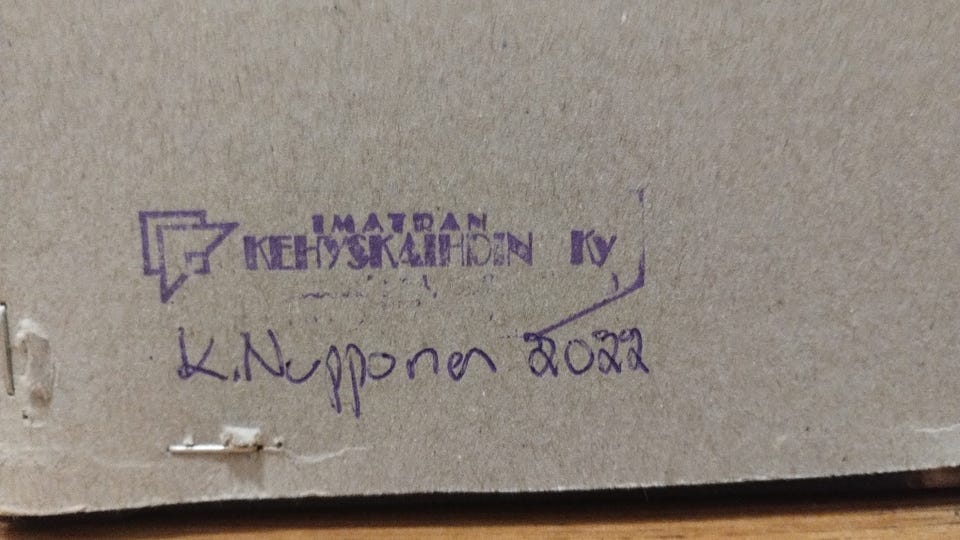 IMATRAN
KEHYSKAIHDIN Ky
K. Nupponen 2022